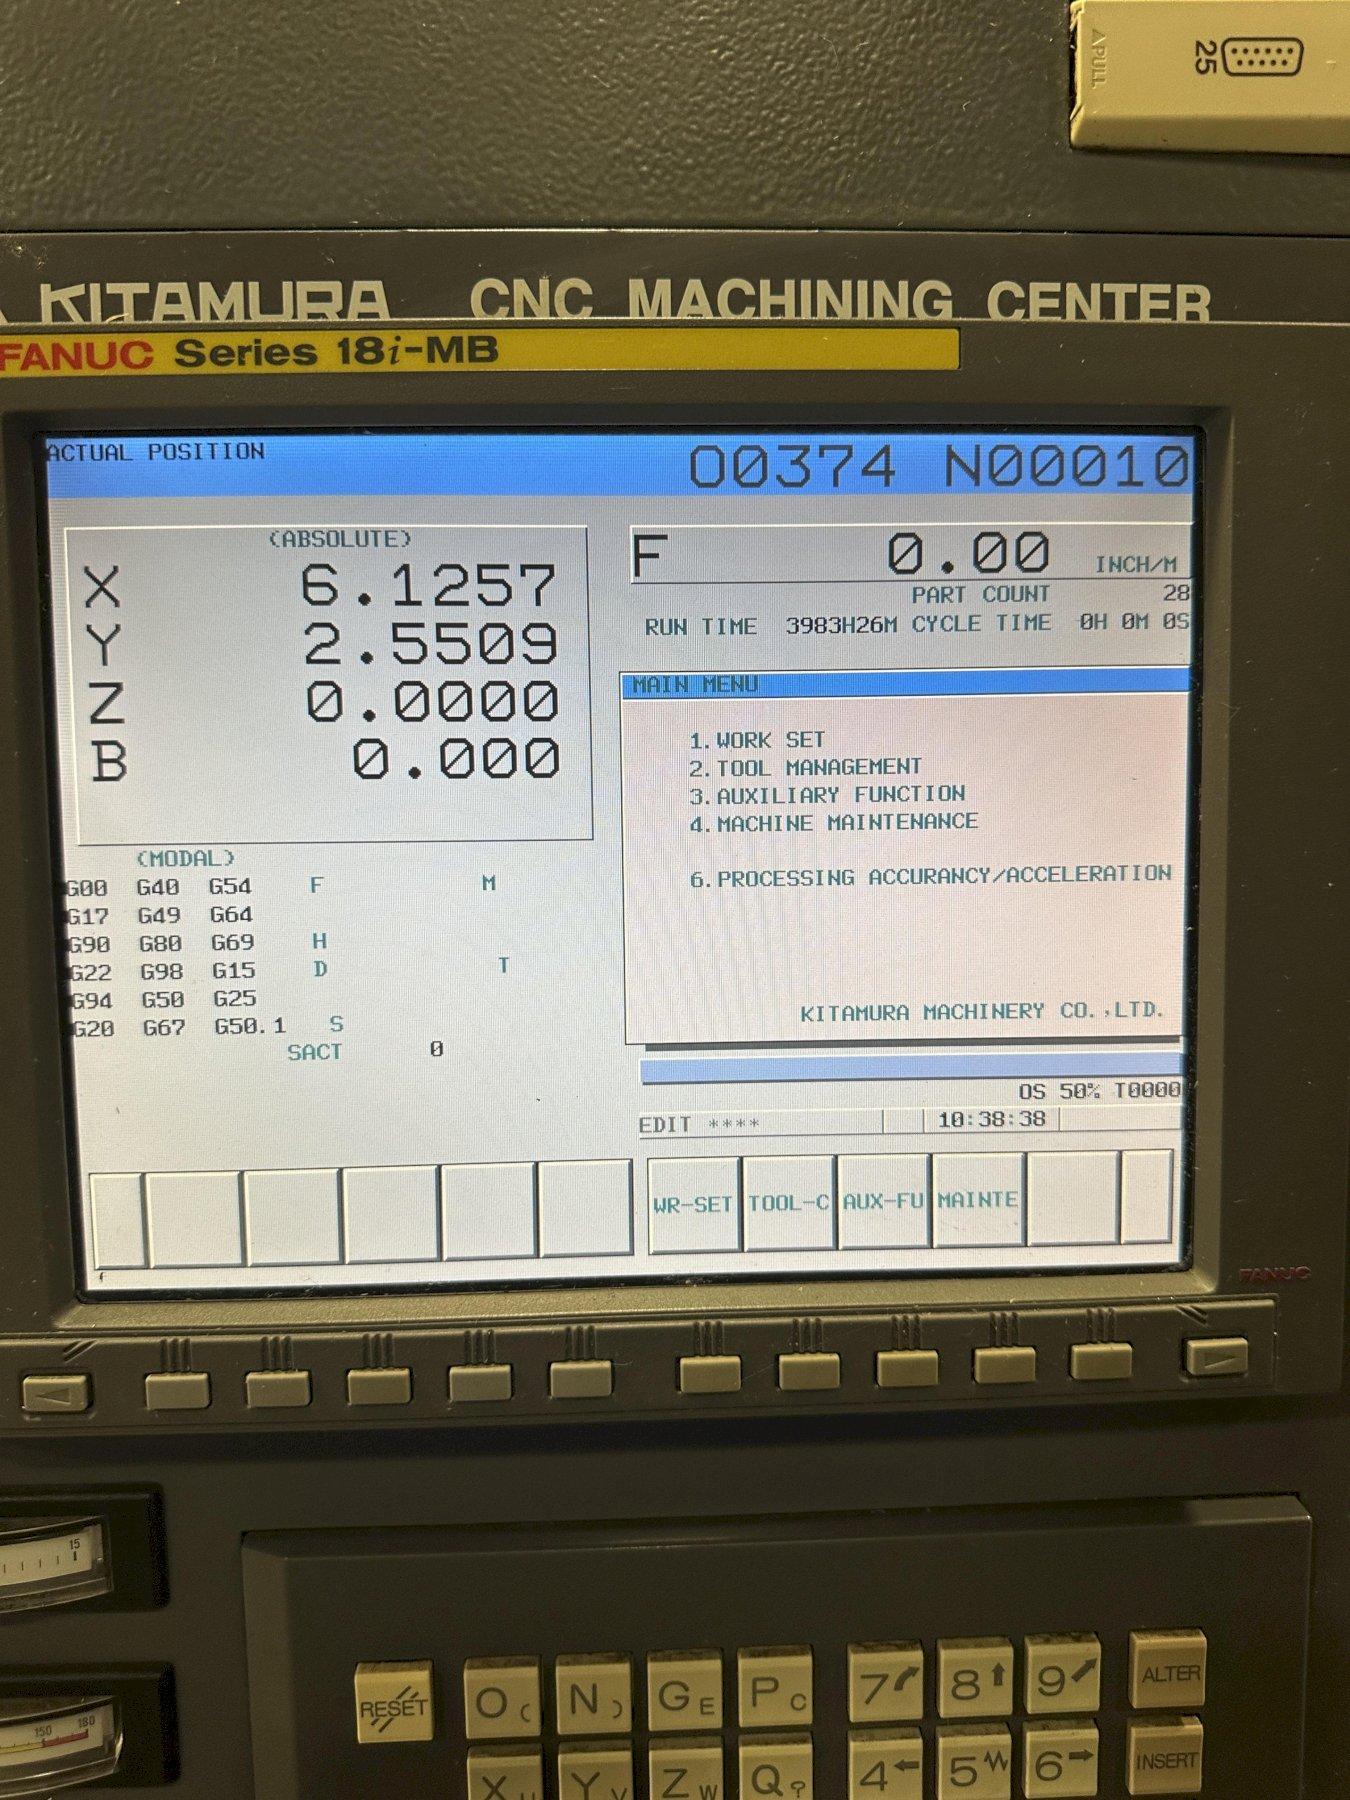 25
PULL
KITAMURA CNC MACHINING CENTER
FANUC Series 18i-MB
ACTUAL POSITION O0374 N00010
(ABSOLUTE)
X 6.1257
Y 2.5509
Z 0.0000
B 0.000
F 0.00 INCH/M
PART COUNT 28
RUN TIME 3983H26M CYCLE TIME 0H 0M 0S
MAIN MENU
1.WORK SET
2.TOOL MANAGEMENT
3.AUXILIARY FUNCTION
4.MACHINE MAINTENANCE
6.PROCESSING ACCURANCY/ACCELERATION
KITAMURA MACHINERY CO.,LTD.
(MODAL)
G00 G40 G54 F M
G17 G49 G64
G90 G80 G69 H
G22 G98 G15 D T
G94 G50 G25
G20 G67 G50.1 S
SACT 0
OS 50% T0000
EDIT **** 10:38:38
WR-SET TOOL-C AUX-FU MAINTE
FANUC
15
150 180
RESET O ( N ) G E P C 7 8 9 ALTER
X U Y V Z W Q ? 4 5 6 INSERT